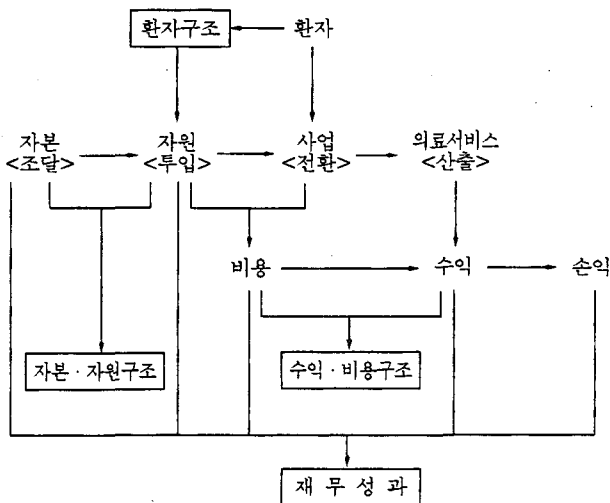 환자구조 환자
자본 자원 사업 의료서비스
<조달> <투입> <전환> <산출>
비용 수익 손익
자본·자원구조 수익·비용구조
재무성과